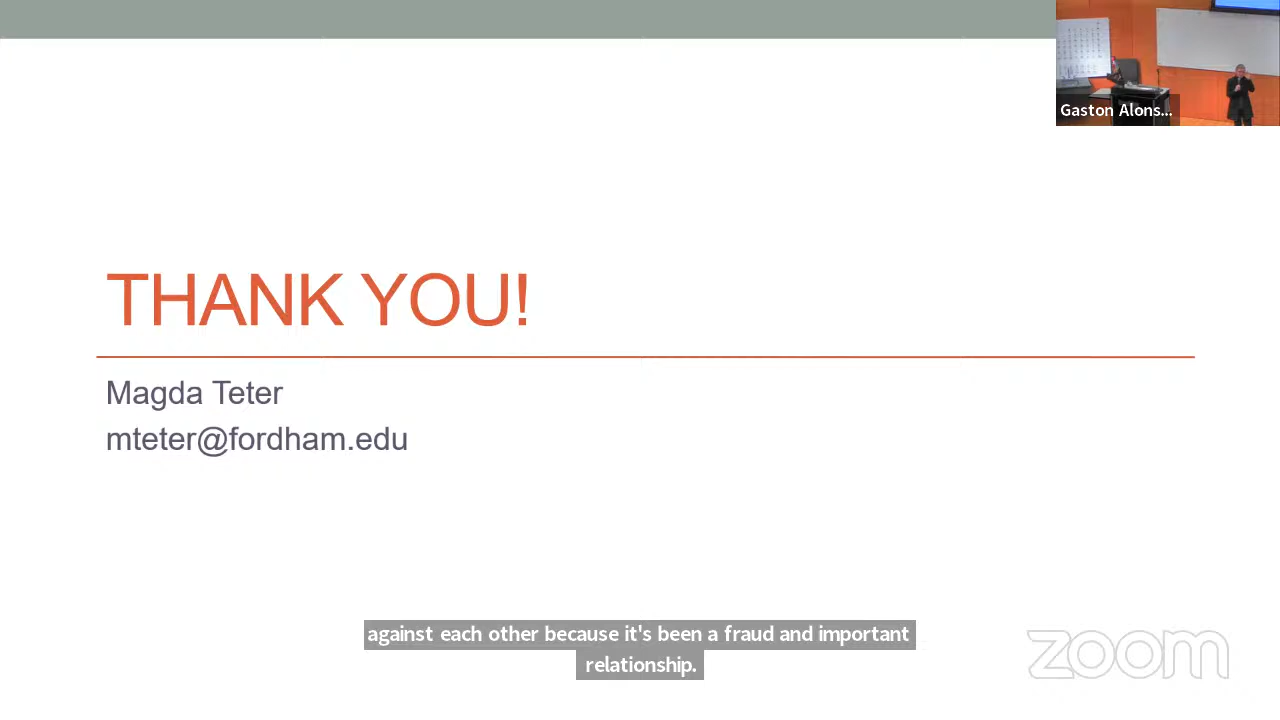 Gaston Alons...
THANK YOU!
Magda Teter
mteter@fordham.edu
against each other because it's been a fraud and important
relationship.
zoom